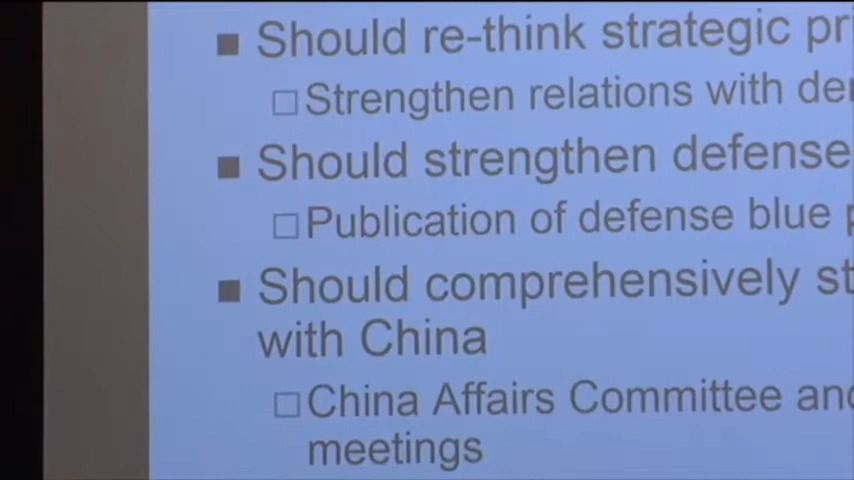 Should re-think strategic
Strengthen relations with
Should strengthen defense
Publication of defense blue
Should comprehensively
with China
China Affairs Committee and
meetings